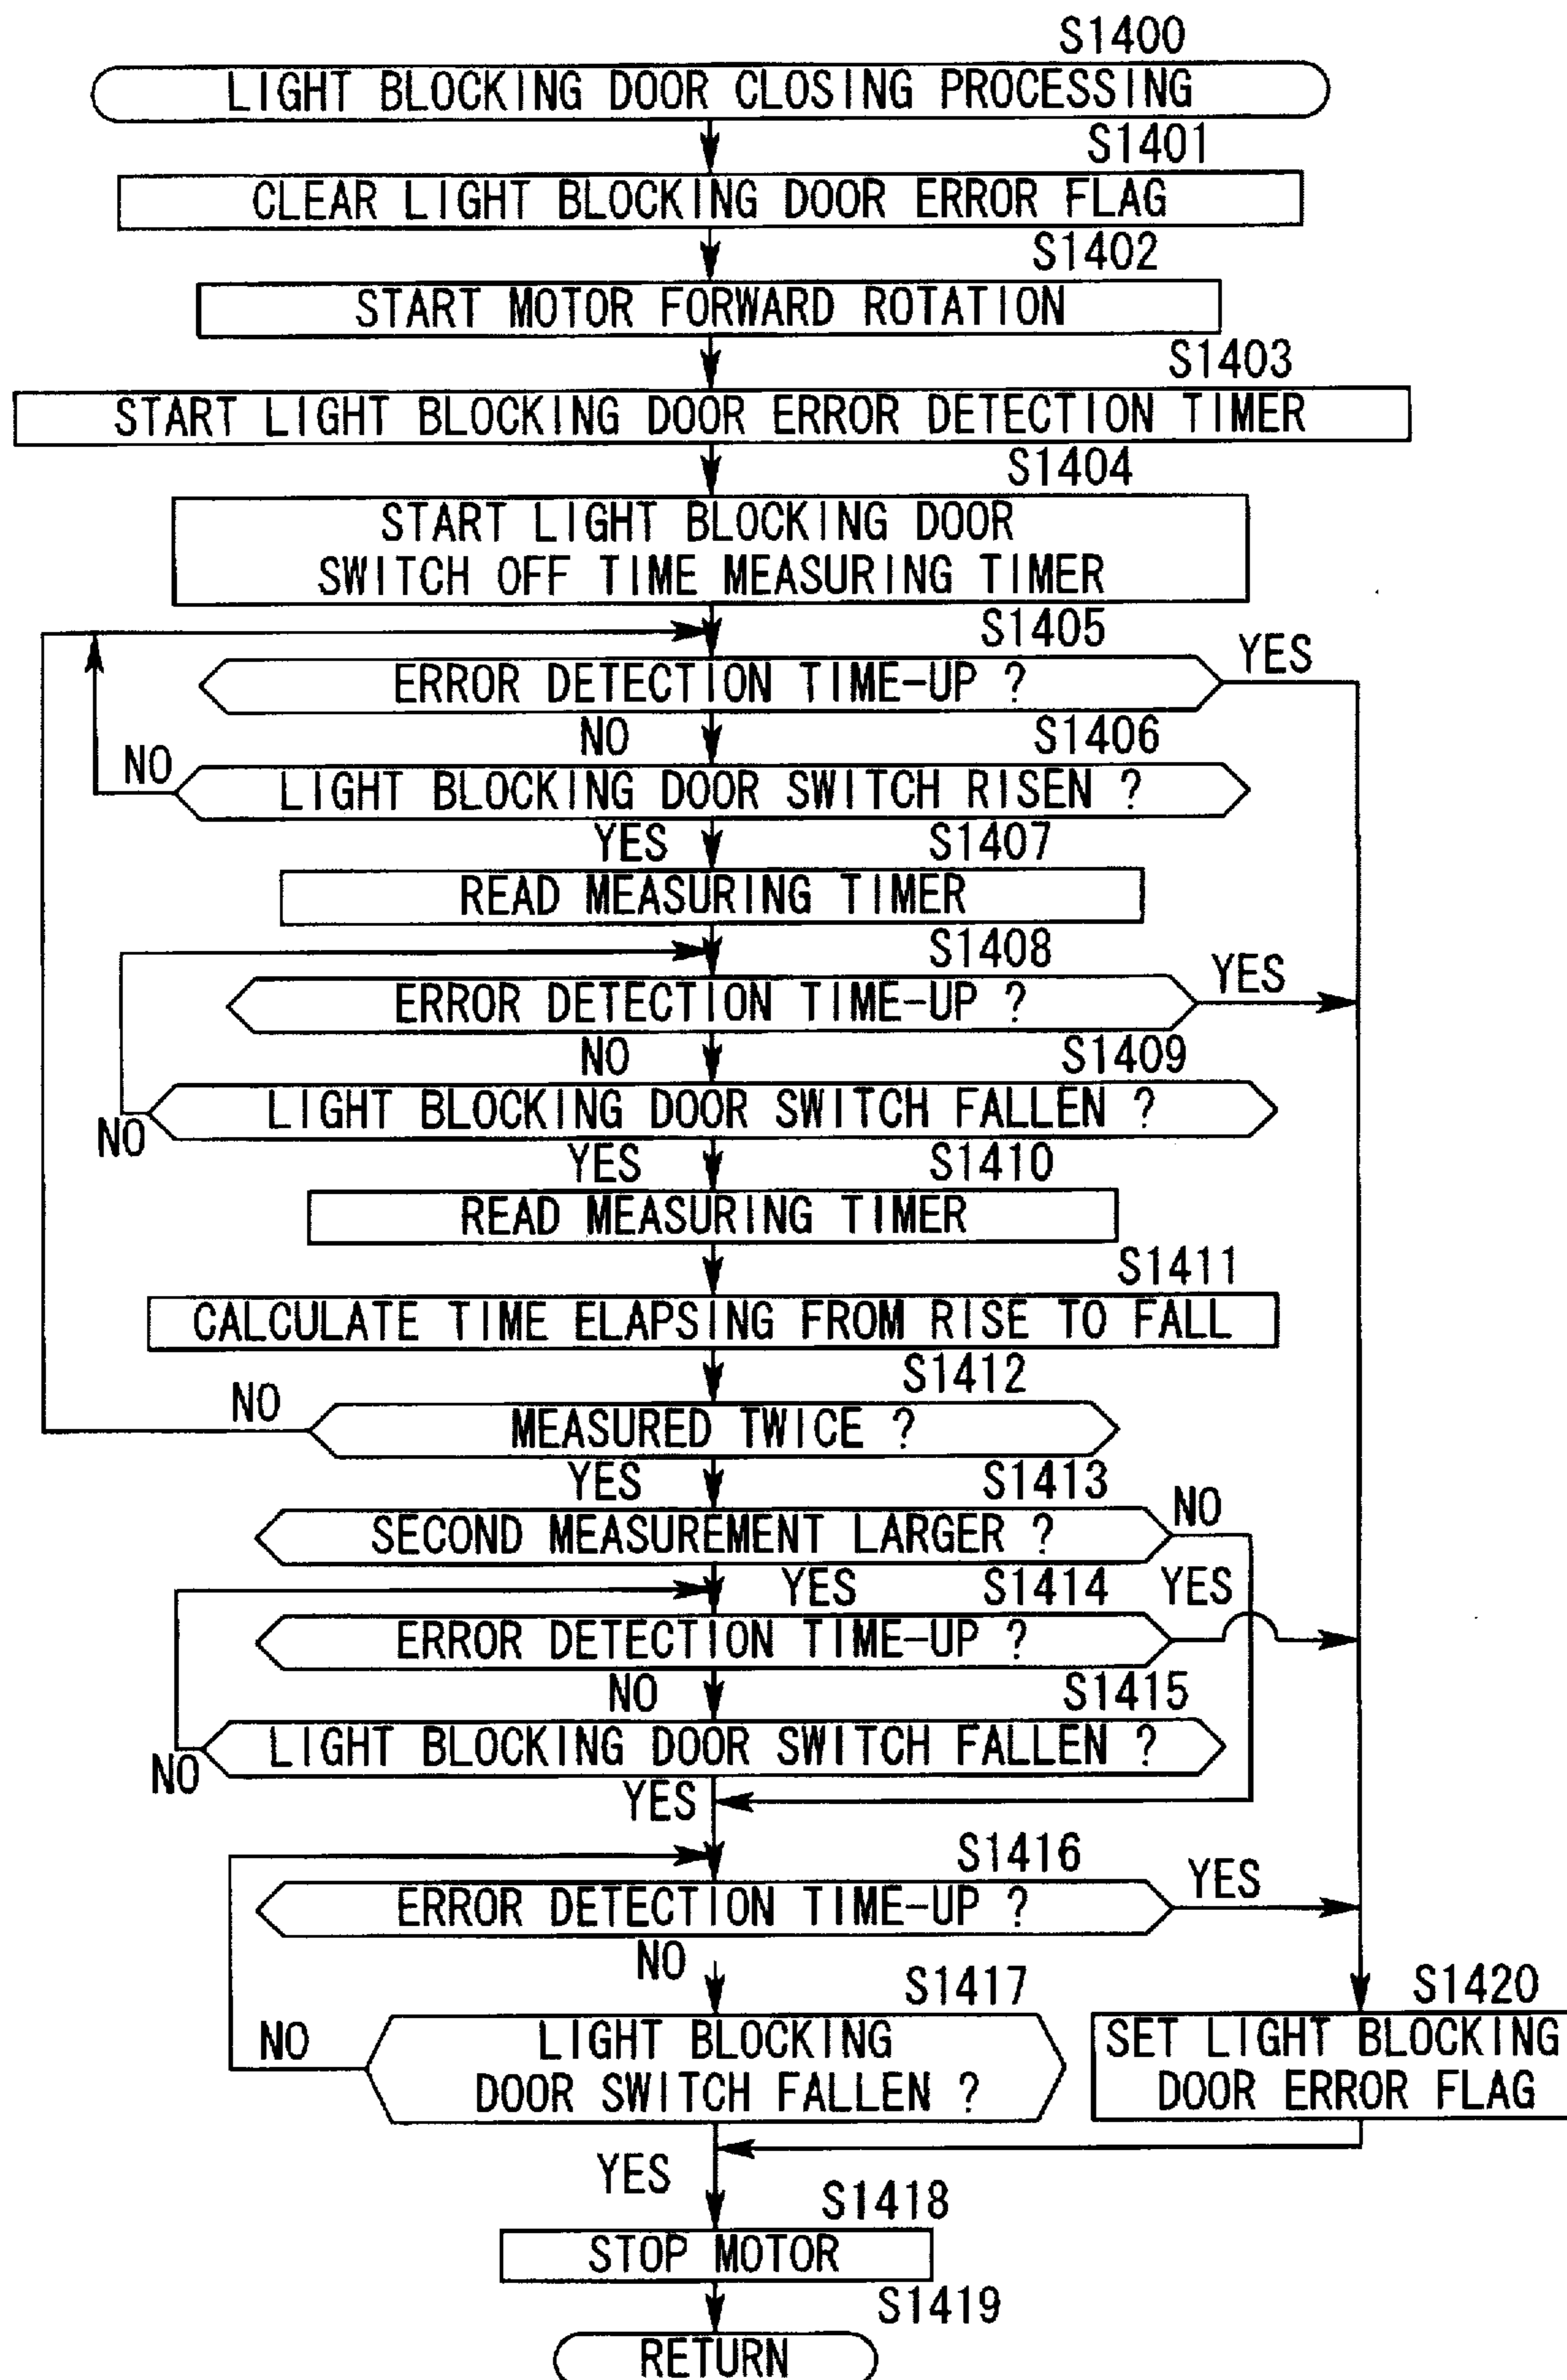 S1400
LIGHT BLOCKING DOOR CLOSING PROCESSING
S1401
CLEAR LIGHT BLOCKING DOOR ERROR FLAG
S1402
START MOTOR FORWARD ROTATION
S1403
START LIGHT BLOCKING DOOR ERROR DETECTION TIMER
S1404
START LIGHT BLOCKING DOOR
SWITCH OFF TIME MEASURING TIMER
S1405
ERROR DETECTION TIME-UP ?
YES
NO
S1406
NO
LIGHT BLOCKING DOOR SWITCH RISEN ?
YES
S1407
READ MEASURING TIMER
S1408
ERROR DETECTION TIME-UP ?
YES
NO
S1409
LIGHT BLOCKING DOOR SWITCH FALLEN ?
NO
YES
S1410
READ MEASURING TIMER
S1411
CALCULATE TIME ELAPSING FROM RISE TO FALL
S1412
NO
MEASURED TWICE ?
YES
S1413
NO
SECOND MEASUREMENT LARGER ?
YES
S1414
YES
ERROR DETECTION TIME-UP ?
NO
S1415
LIGHT BLOCKING DOOR SWITCH FALLEN ?
NO
YES
S1416
YES
ERROR DETECTION TIME-UP ?
NO
S1417
NO
LIGHT BLOCKING
DOOR SWITCH FALLEN ?
S1420
SET LIGHT BLOCKING
DOOR ERROR FLAG
YES
S1418
STOP MOTOR
S1419
RETURN